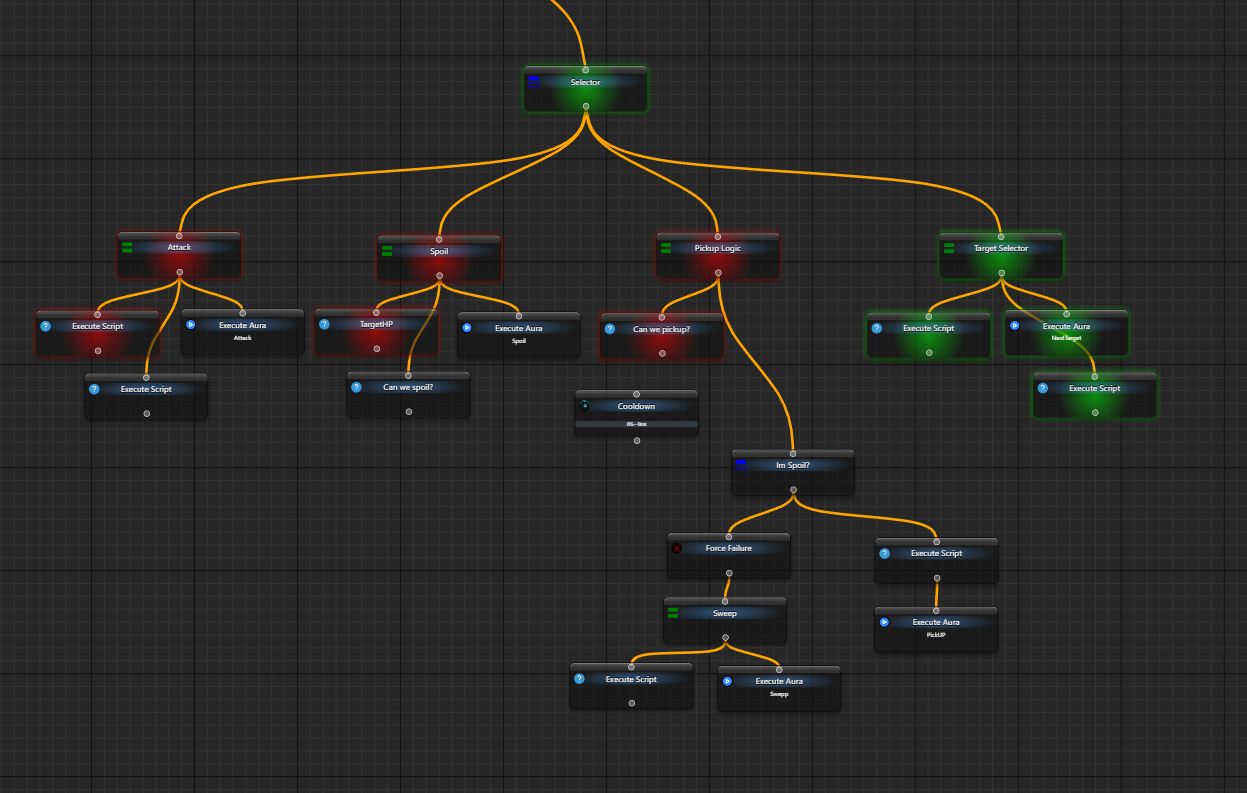 Selector
Attack
Spoil
Pickup Logic
Target Selector
Execute Script
Execute Aura
Attack
TargetHP
Execute Aura
Spoil
Can we pickup?
Execute Script
Execute Aura
NextTarget
Execute Script
Can we spoil?
Execute Script
Cooldown
0% - 0ms
Im Spoil?
Force Failure
Execute Script
Sweep
Execute Aura
PickUP
Execute Script
Execute Aura
Swepp